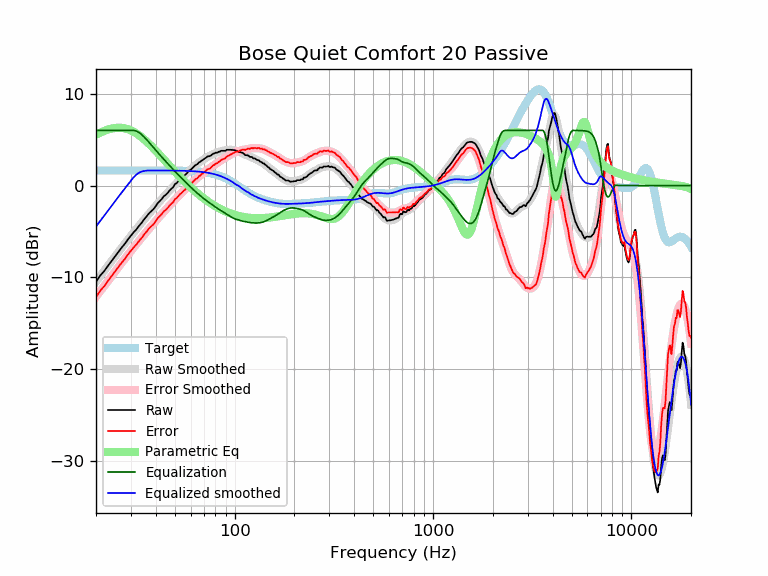 Bose Quiet Comfort 20 Passive
Amplitude (dBr)
10
0
−10
−20
−30
Target
Raw Smoothed
Error Smoothed
Raw
Error
Parametric Eq
Equalization
Equalized smoothed
100
1000
10000
Frequency (Hz)